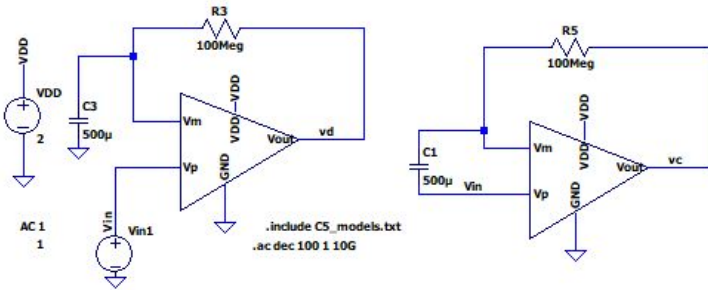 R3
100Meg
VDD
VDD
2
C3
500µ
Vm
Vp
VDD
VDD
Vout
GND
vd
AC 1
1
Vin
Vin1
.include C5_models.txt
.ac dec 100 1 10G
R5
100Meg
C1
500µ
Vin
Vm
Vp
VDD
VDD
Vout
GND
vc